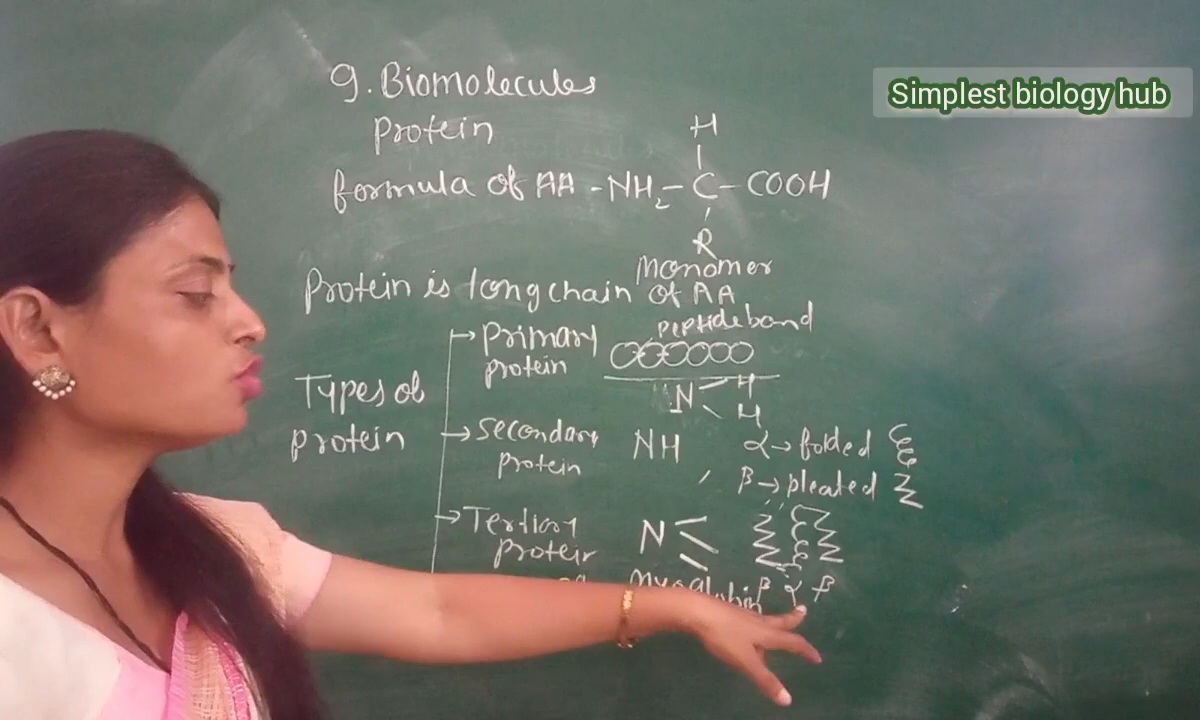 Simplest biology hub
9. Biomolecules
Protein
H
formula of AA - NH₂ - C - COOH
R
Monomer
Protein is long chain of AA
peptide bond
Primary
protein
N H
H
Types of
protein
Secondary NH α → folded
protein
β → pleated
Tertiary N
protein
Myoglobin β α β